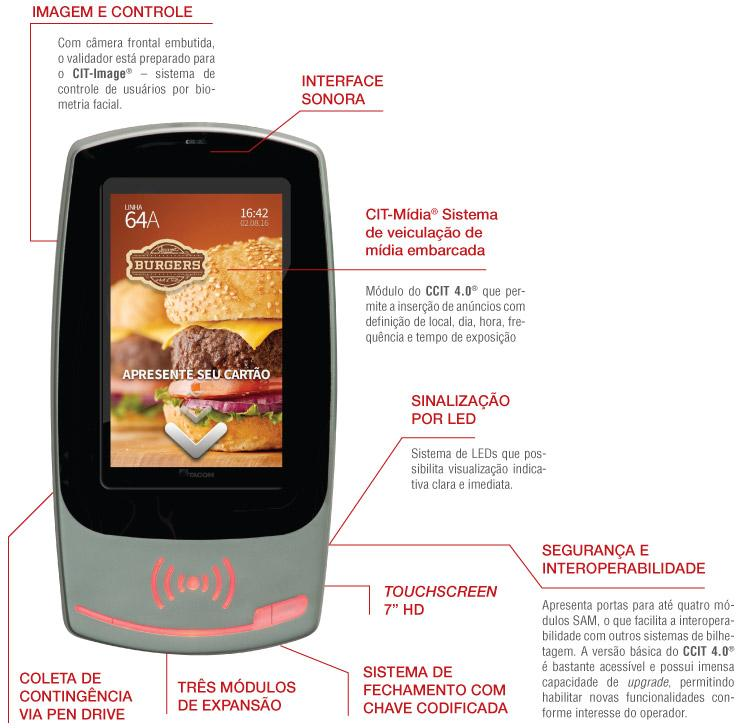 IMAGEM E CONTROLE
Com câmera frontal embutida,
o validador está preparado para
o CIT-Image® – sistema de
controle de usuários por bio-
metria facial.
INTERFACE
SONORA
LINHA
64A
16:42
02.08.16
BURGERS
APRESENTE SEU CARTÃO
TACOM
CIT-Mídia® Sistema
de veiculação de
mídia embarcada
Módulo do CCIT 4.0® que per-
mite a inserção de anúncios com
definição de local, dia, hora, fre-
quência e tempo de exposição
SINALIZAÇÃO
POR LED
Sistema de LEDs que pos-
sibilita visualização indica-
tiva clara e imediata.
SEGURANÇA E
INTEROPERABILIDADE
Apresenta portas para até quatro mó-
dulos SAM, o que facilita a interopera-
bilidade com outros sistemas de bilhe-
tagem. A versão básica do CCIT 4.0®
é bastante acessível e possui imensa
capacidade de upgrade, permitindo
habilitar novas funcionalidades con-
forme interesse do operador.
TOUCHSCREEN
7” HD
SISTEMA DE
FECHAMENTO COM
CHAVE CODIFICADA
TRÊS MÓDULOS
DE EXPANSÃO
COLETA DE
CONTINGÊNCIA
VIA PEN DRIVE